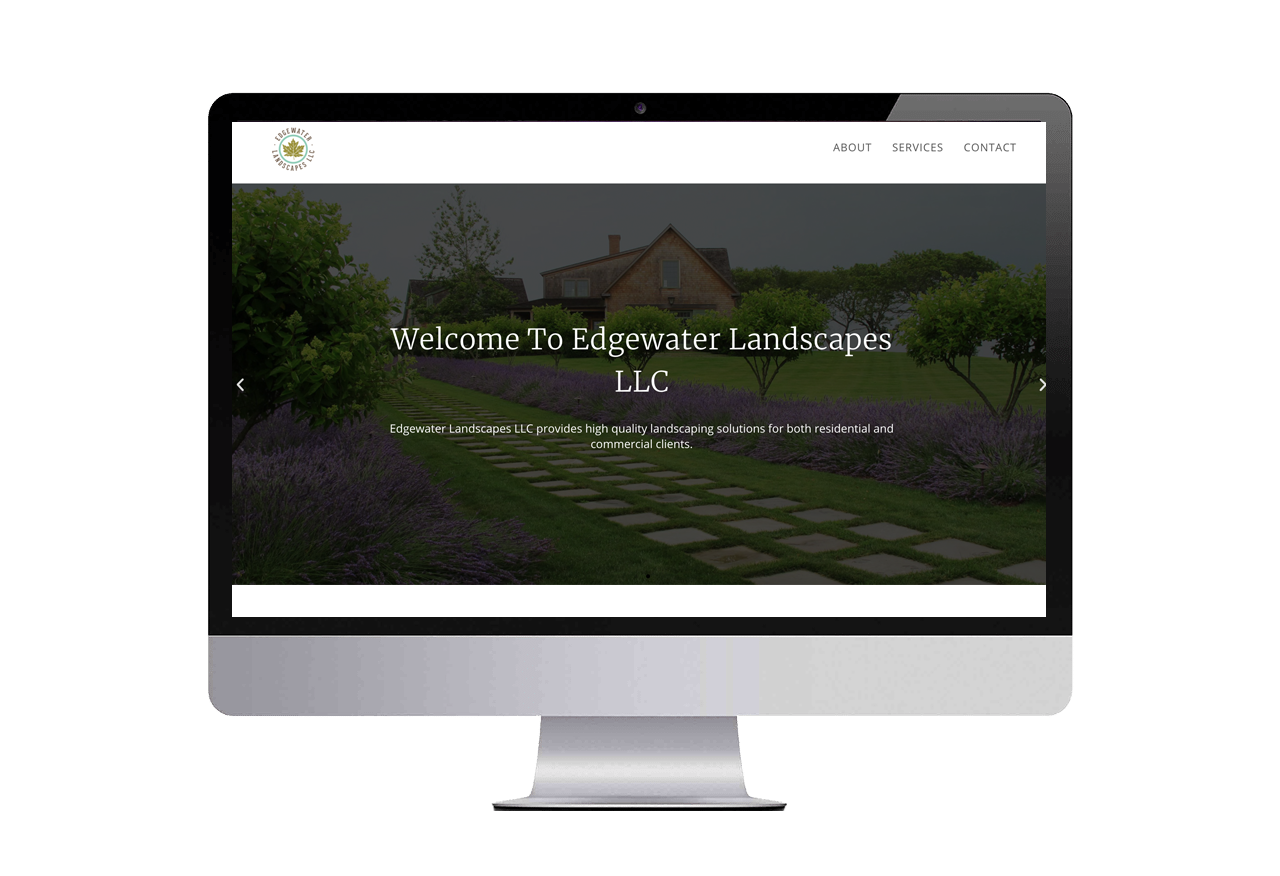 EDGEWATER
LANDSCAPES LLC
ABOUT SERVICES CONTACT
Welcome To Edgewater Landscapes
LLC
Edgewater Landscapes LLC provides high quality landscaping solutions for both residential and
commercial clients.